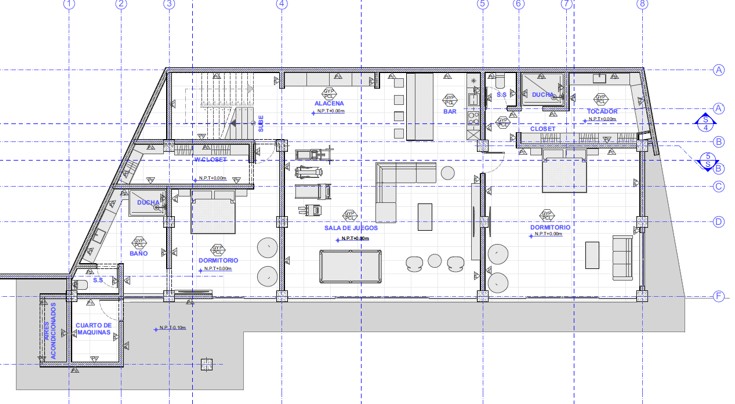 1
2
3
4
5
6
7
8
A
ALACENA
N.P.T+0.00m
SUBE
BAR
S.S
DUCHA
TOCADOR
N.P.T+0.00m
CLOSET
A
S
4
B
5
S
B
W.CLOSET
N.P.T+0.00m
C
DUCHA
D
SALA DE JUEGOS
N.P.T+0.00m
DORMITORIO
N.P.T+0.00m
BAÑO
DORMITORIO
N.P.T+0.00m
S.S
F
AIRES
ACONDICIONADOS
CUARTO DE
MAQUINAS
N.P.T-0.10m